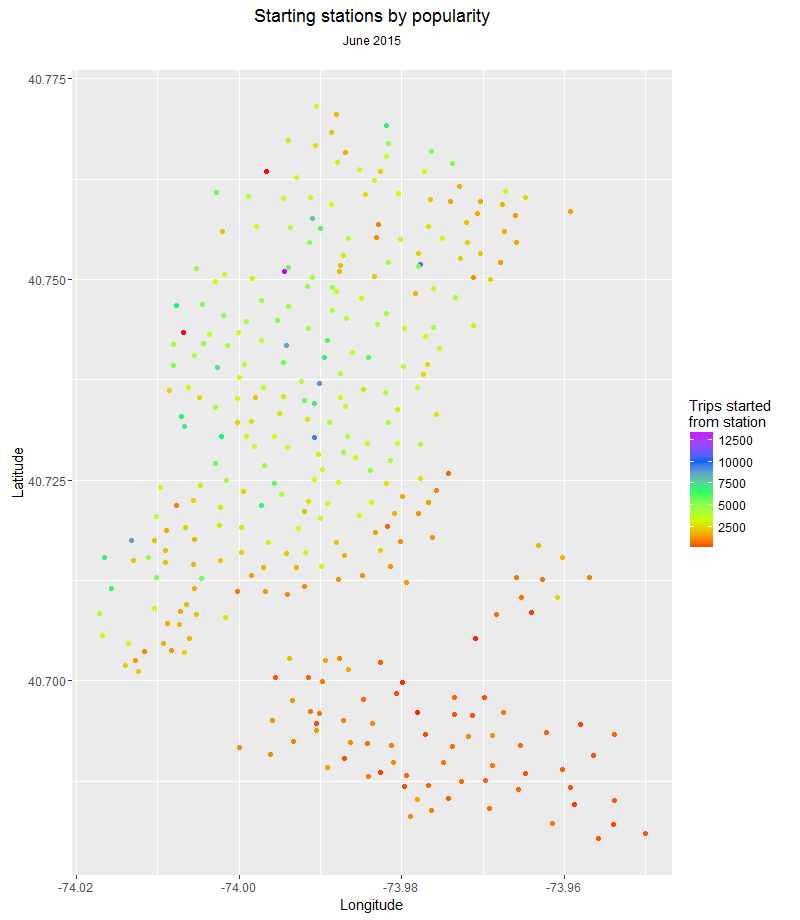 Starting stations by popularity
June 2015
40.775
40.750
40.725
40.700
Latitude
-74.02
-74.00
-73.98
-73.96
Longitude
Trips started
from station
12500
10000
7500
5000
2500